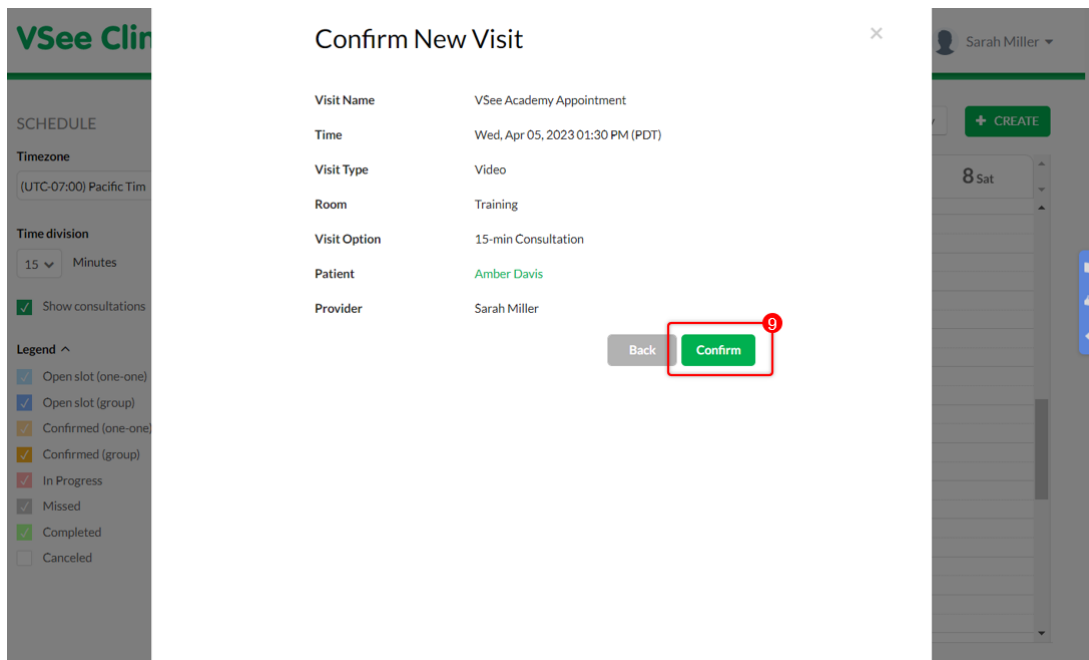 VSee Clin
Sarah Miller
SCHEDULE
Timezone
(UTC-07:00) Pacific Tim
Time division
15 Minutes
Show consultations
Legend
Open slot (one-one)
Open slot (group)
Confirmed (one-one)
Confirmed (group)
In Progress
Missed
Completed
Canceled
Confirm New Visit
×
Visit Name VSee Academy Appointment
Time Wed, Apr 05, 2023 01:30 PM (PDT)
Visit Type Video
Room Training
Visit Option 15-min Consultation
Patient Amber Davis
Provider Sarah Miller
9
Back Confirm
+ CREATE
8 Sat